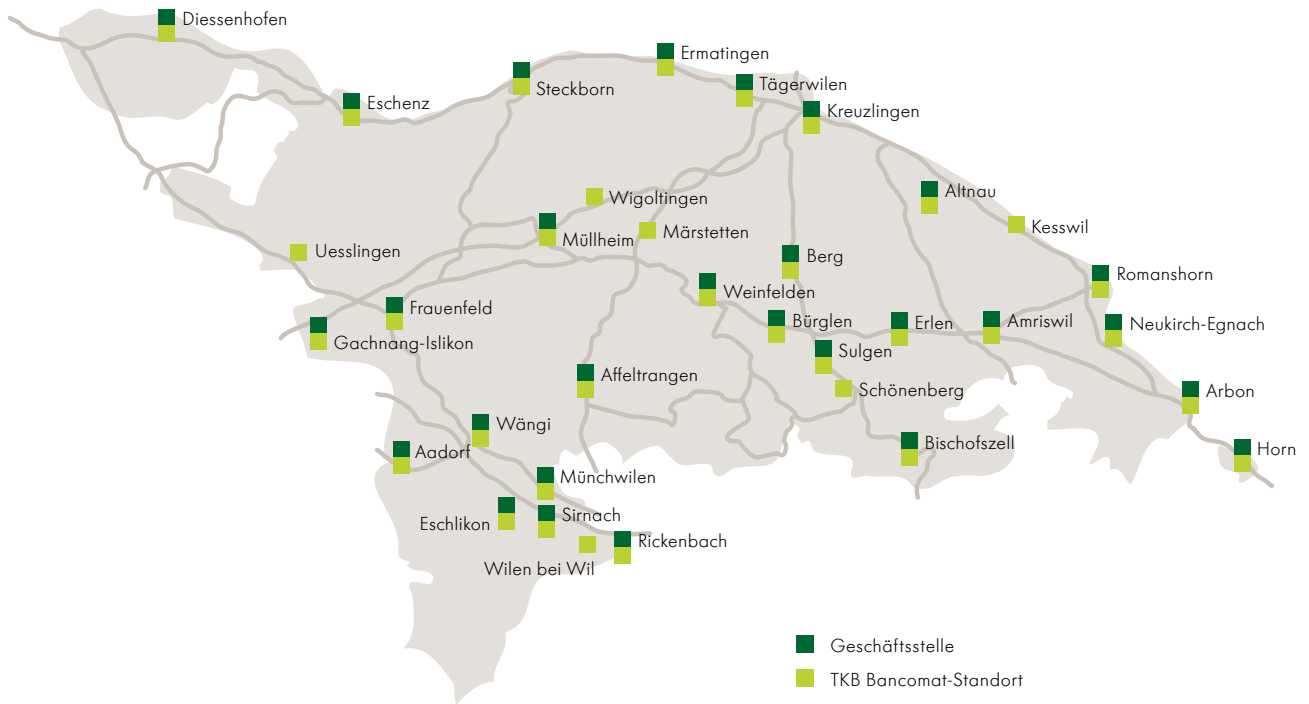 Diessenhofen
Ermatingen
Steckborn
Tägerwilen
Eschenz
Kreuzlingen
Altnau
Wigoltingen
Kesswil
Müllheim
Märstetten
Uesslingen
Berg
Romanshorn
Weinfelden
Frauenfeld
Bürglen
Erlen
Amriswil
Neukirch-Egnach
Gachnang-Islikon
Sulgen
Affeltrangen
Schönenberg
Arbon
Wängi
Bischofszell
Aadorf
Horn
Münchwilen
Sirnach
Eschlikon
Rickenbach
Wilen bei Wil
Geschäftsstelle
TKB Bancomat-Standort